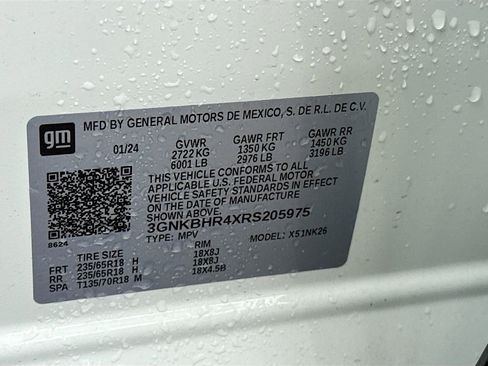 gm
MFD BY GENERAL MOTORS DE MEXICO, S. DE R.L. DE C.V.
01/24 GVWR GAWR FRT GAWR RR
2722 KG 1350 KG 1450 KG
6001 LB 2976 LB 3196 LB
THIS VEHICLE CONFORMS TO ALL
APPLICABLE U.S. FEDERAL MOTOR
VEHICLE SAFETY STANDARDS IN EFFECT
ON THE DATE OF MANUFACTURE
SHOWN ABOVE.
3GNKBHR4XRS205975
TYPE: MPV MODEL: X51NK26
8624
TIRE SIZE RIM
FRT 235/65R18 H 18X8J
RR 235/65R18 H 18X8J
SPA T135/70R18 M 18X4.5B